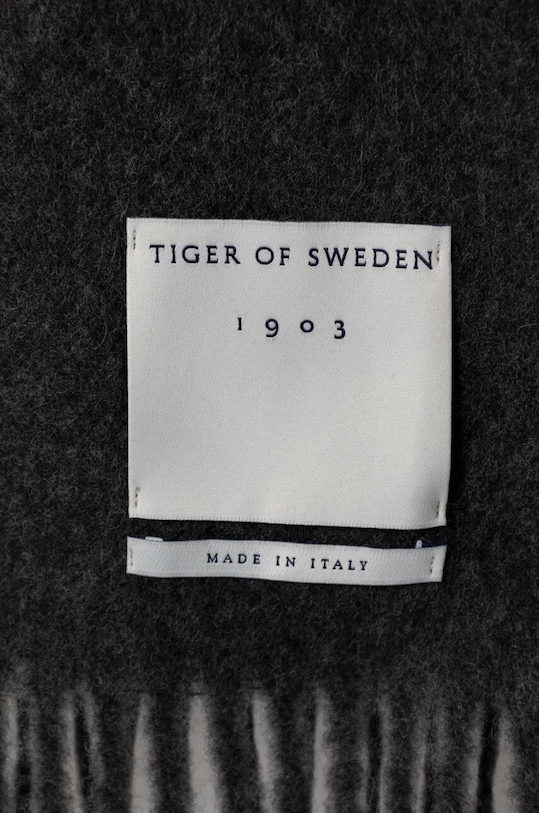 TIGER OF SWEDEN
1903
MADE IN ITALY